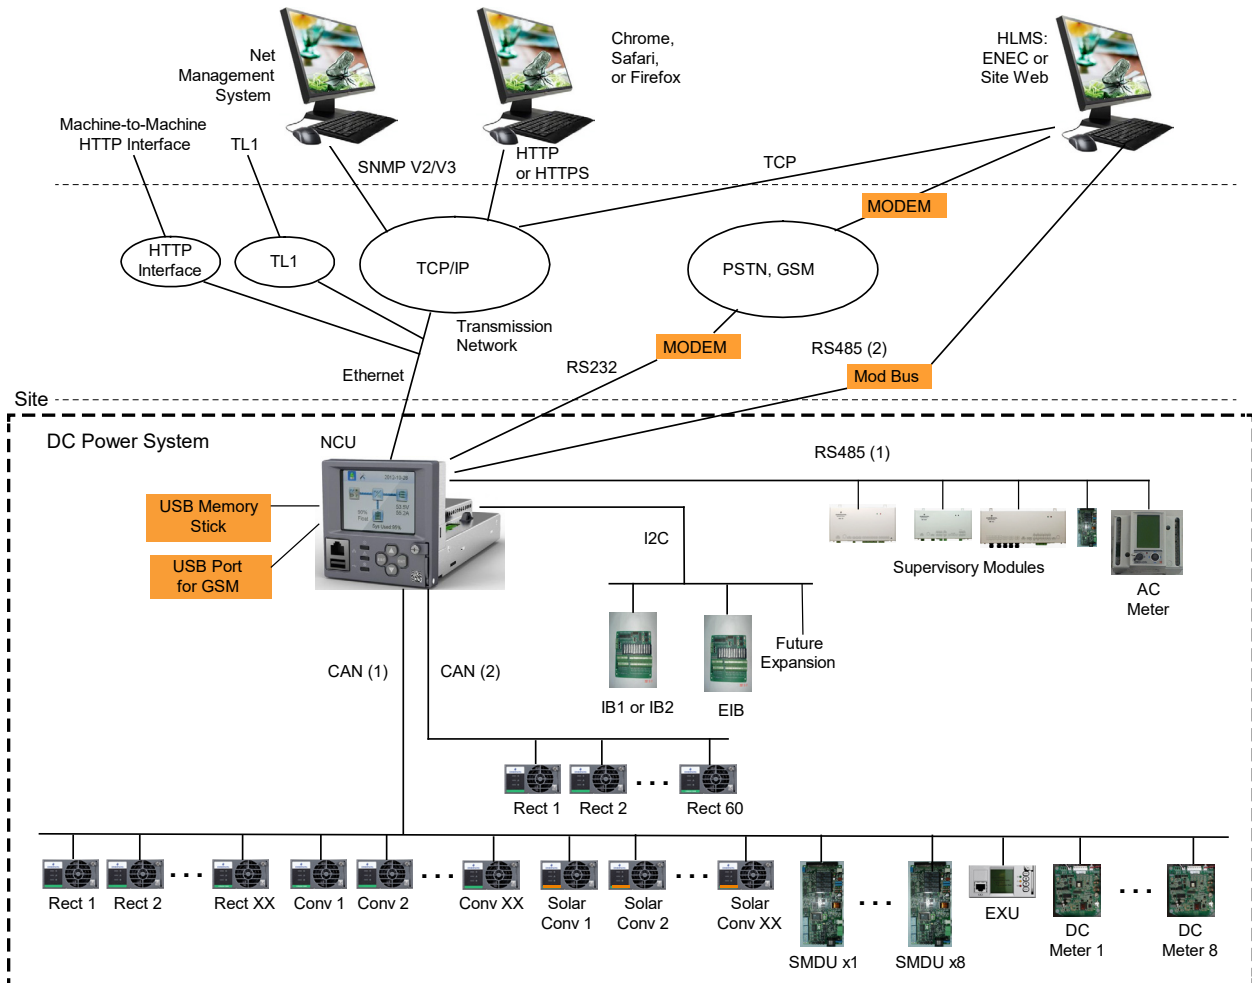 Net
Management
System
Chrome,
Safari,
or Firefox
HLMS:
ENEC or
Site Web
Machine-to-Machine
HTTP Interface
TL1
SNMP V2/V3
HTTP
or HTTPS
TCP
MODEM
HTTP
Interface
TL1
TCP/IP
PSTN, GSM
Transmission
Network
MODEM
RS485 (2)
Ethernet
RS232
Mod Bus
Site
DC Power System
NCU
RS485 (1)
USB Memory
Stick
USB Port
for GSM
I2C
Supervisory Modules
AC
Meter
Future
Expansion
CAN (1)
CAN (2)
IB1 or IB2
EIB
Rect 1
Rect 2
. . .
Rect 60
Rect 1
Rect 2
. . .
Rect XX
Conv 1
Conv 2
. . .
Conv XX
Solar
Conv 1
Solar
Conv 2
. . .
Solar
Conv XX
SMDU x1
. . .
SMDU x8
EXU
DC
Meter 1
. . .
DC
Meter 8